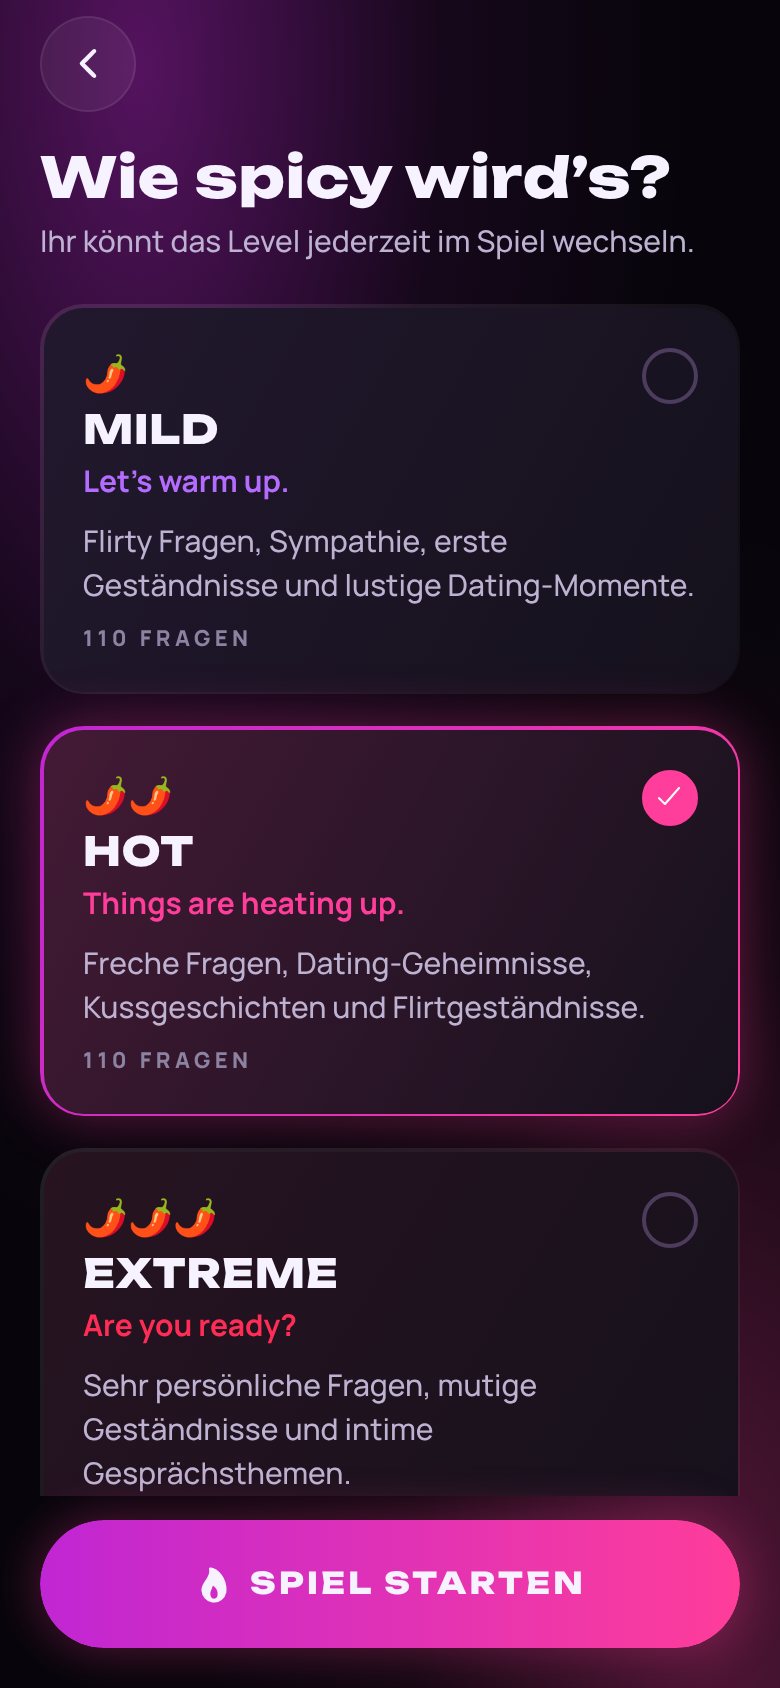 Wie spicy wird’s?
Ihr könnt das Level jederzeit im Spiel wechseln.
MILD
Let’s warm up.
Flirty Fragen, Sympathie, erste
Geständnisse und lustige Dating-Momente.
110 FRAGEN
HOT
Things are heating up.
Freche Fragen, Dating-Geheimnisse,
Kussgeschichten und Flirtgeständnisse.
110 FRAGEN
EXTREME
Are you ready?
Sehr persönliche Fragen, mutige
Geständnisse und intime
Gesprächsthemen.
SPIEL STARTEN